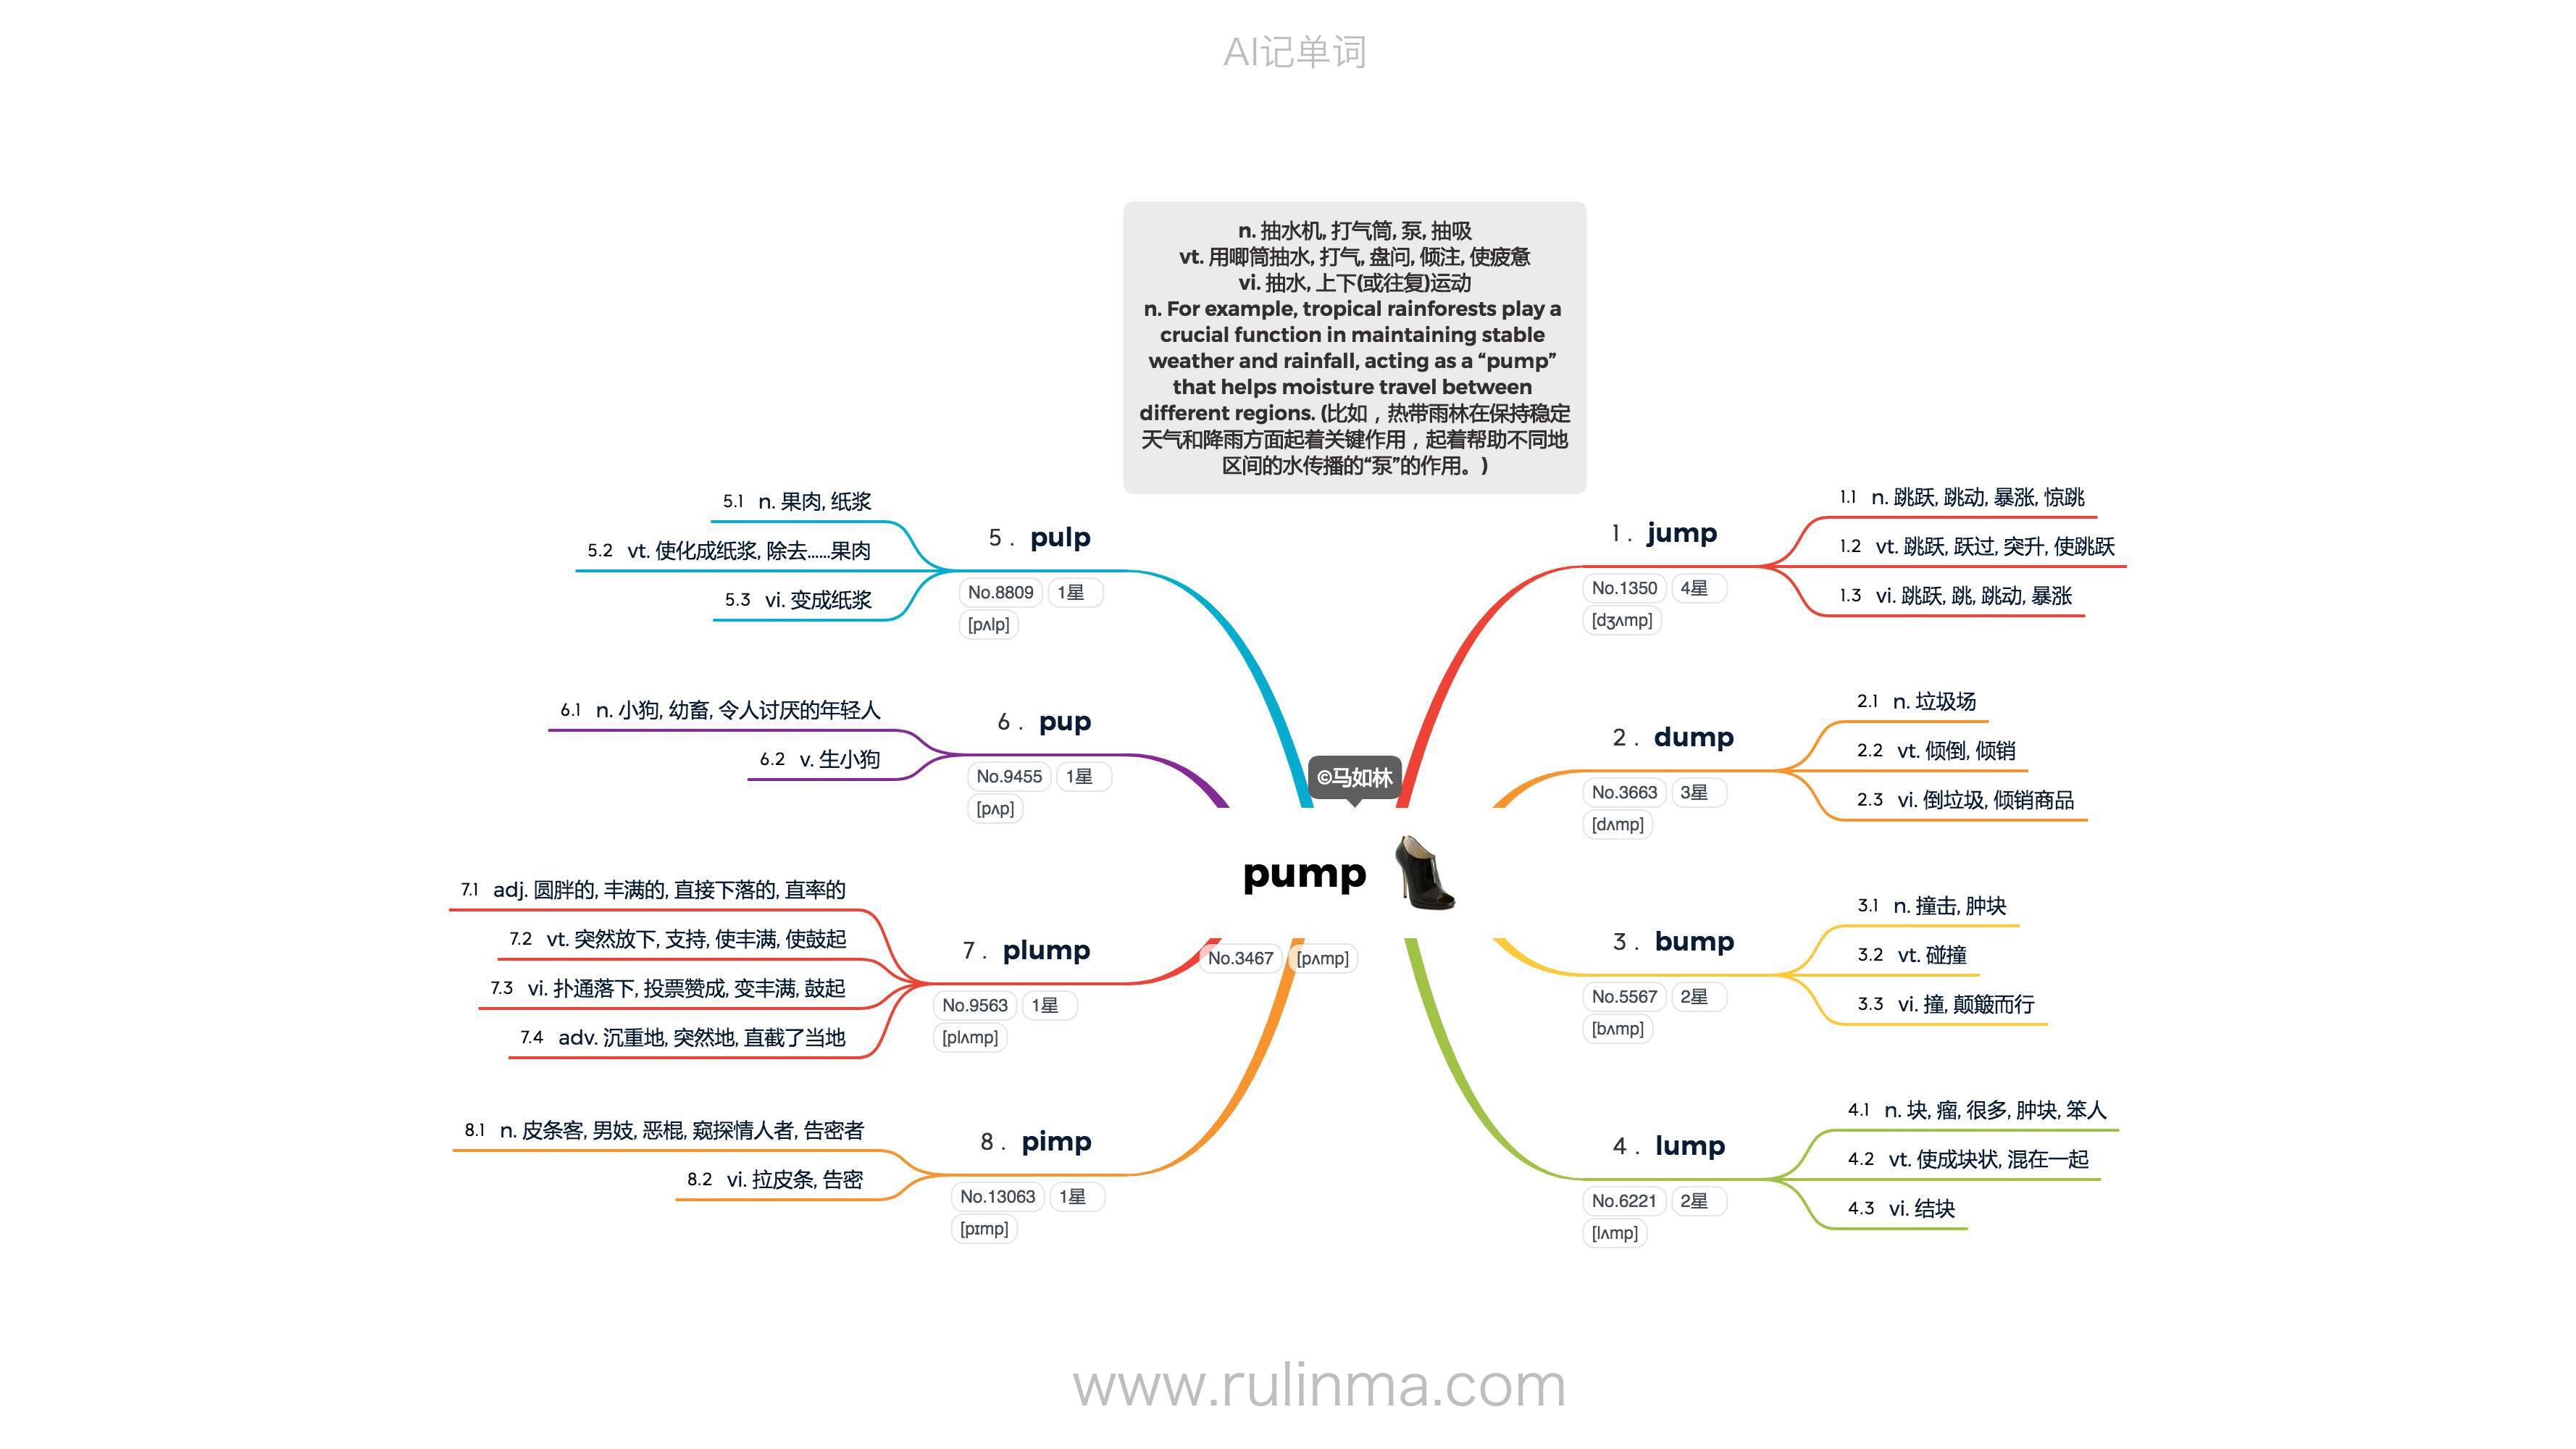 AI记单词
n. 抽水机, 打气筒, 泵, 抽吸
vt. 用唧筒抽水, 打气, 盘问, 倾注, 使疲惫
vi. 抽水, 上下(或往复)运动
n. For example, tropical rainforests play a
crucial function in maintaining stable
weather and rainfall, acting as a “pump”
that helps moisture travel between
different regions. (比如，热带雨林在保持稳定
天气和降雨方面起着关键作用，起着帮助不同地
区间的水传播的“泵”的作用。)
©马如林
pump
No.3467 [pʌmp]
1. jump
No.1350 4星
[dʒʌmp]
1.1 n. 跳跃, 跳动, 暴涨, 惊跳
1.2 vt. 跳跃, 跃过, 突升, 使跳跃
1.3 vi. 跳跃, 跳, 跳动, 暴涨
2. dump
No.3663 3星
[dʌmp]
2.1 n. 垃圾场
2.2 vt. 倾倒, 倾销
2.3 vi. 倒垃圾, 倾销商品
3. bump
No.5567 2星
[bʌmp]
3.1 n. 撞击, 肿块
3.2 vt. 碰撞
3.3 vi. 撞, 颠簸而行
4. lump
No.6221 2星
[lʌmp]
4.1 n. 块, 瘤, 很多, 肿块, 笨人
4.2 vt. 使成块状, 混在一起
4.3 vi. 结块
5. pulp
No.8809 1星
[pʌlp]
5.1 n. 果肉, 纸浆
5.2 vt. 使化成纸浆, 除去......果肉
5.3 vi. 变成纸浆
6. pup
No.9455 1星
[pʌp]
6.1 n. 小狗, 幼畜, 令人讨厌的年轻人
6.2 v. 生小狗
7. plump
No.9563 1星
[plʌmp]
7.1 adj. 圆胖的, 丰满的, 直接下落的, 直率的
7.2 vt. 突然放下, 支持, 使丰满, 使鼓起
7.3 vi. 扑通落下, 投票赞成, 变丰满, 鼓起
7.4 adv. 沉重地, 突然地, 直截了当地
8. pimp
No.13063 1星
[pɪmp]
8.1 n. 皮条客, 男妓, 恶棍, 窥探情人者, 告密者
8.2 vi. 拉皮条, 告密
www.rulinma.com